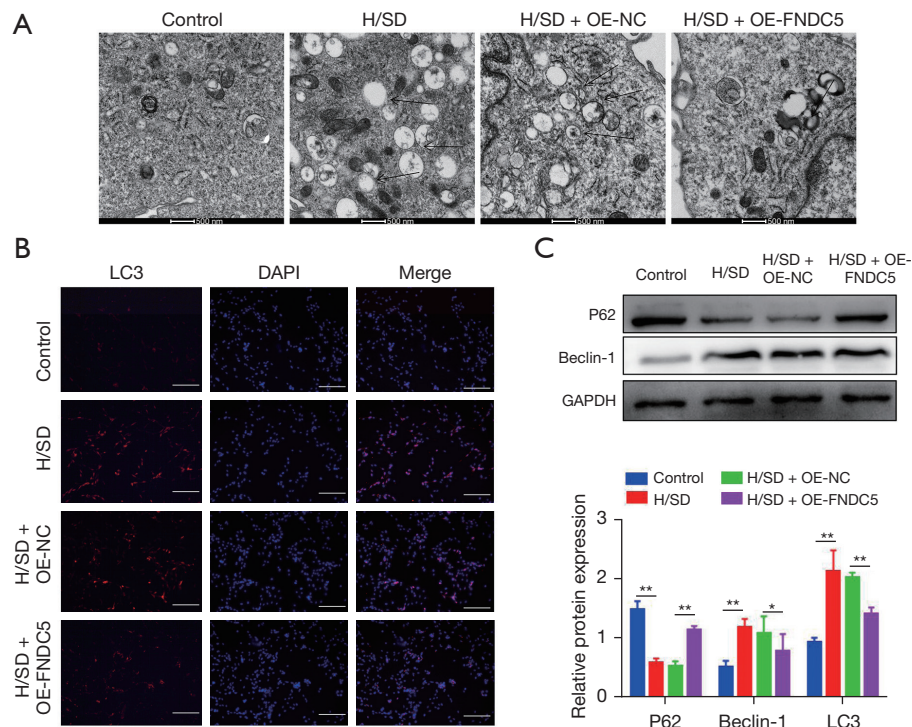 A
Control
H/SD
H/SD + OE-NC
H/SD + OE-FNDC5
500 nm
500 nm
500 nm
500 nm
B
LC3
DAPI
Merge
Control
H/SD
H/SD +
OE-NC
H/SD +
OE-FNDC5
C
Control
H/SD
H/SD +
OE-NC
H/SD + OE-
FNDC5
P62
Beclin-1
GAPDH
Control
H/SD
H/SD + OE-NC
H/SD + OE-FNDC5
Relative protein expression
3
2
1
0
**
**
**
*
**
**
P62
Beclin-1
LC3